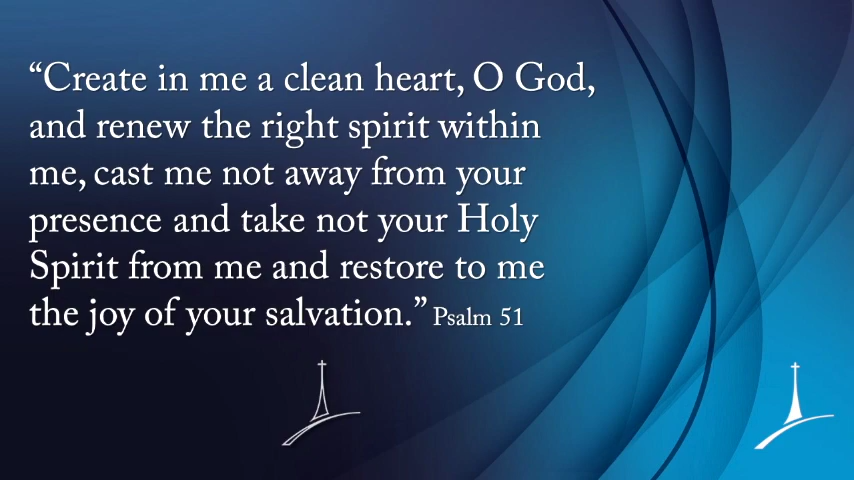 “Create in me a clean heart, O God,
and renew the right spirit within
me, cast me not away from your
presence and take not your Holy
Spirit from me and restore to me
the joy of your salvation.” Psalm 51